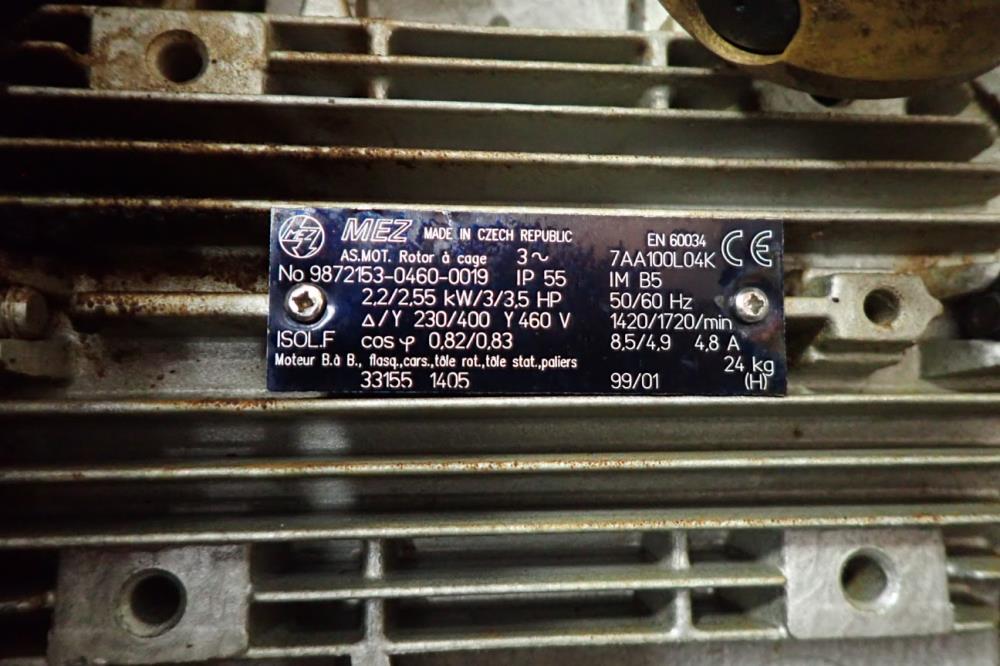 MEZ MEZ MADE IN CZECH REPUBLIC EN 60034 CE
AS.MOT. Rotor à cage 3~ 7AA100L04K
No 9872153-0460-0019 IP 55 IM B5
2,2/2,55 kW/3/3,5 HP 50/60 Hz
Δ/Y 230/400 Y 460 V 1420/1720/min
ISOL.F cos φ 0,82/0,83 8,5/4,9 4,8 A
Moteur B.à B., flasq.,cars.,tôle rot.,tôle stat.,paliers 24 kg
33155 1405 99/01 (H)